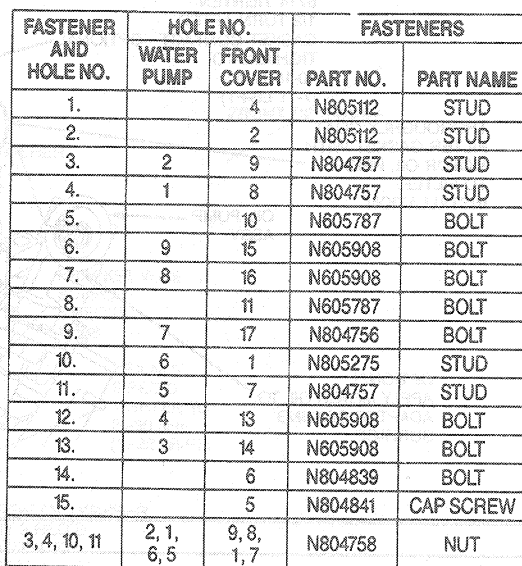 FASTENER AND HOLE NO. | HOLE NO. | FASTENERS
WATER PUMP | FRONT COVER | PART NO. | PART NAME
1. | | 4 | N805112 | STUD
2. | | 2 | N805112 | STUD
3. | 2 | 9 | N804757 | STUD
4. | 1 | 8 | N804757 | STUD
5. | | 10 | N605787 | BOLT
6. | 9 | 15 | N605908 | BOLT
7. | 8 | 16 | N605908 | BOLT
8. | | 11 | N605787 | BOLT
9. | 7 | 17 | N804756 | BOLT
10. | 6 | 1 | N805275 | STUD
11. | 5 | 7 | N804757 | STUD
12. | 4 | 13 | N605908 | BOLT
13. | 3 | 14 | N605908 | BOLT
14. | | 6 | N804839 | BOLT
15. | | 5 | N804841 | CAP SCREW
3, 4, 10, 11 | 2, 1, 6, 5 | 9, 8, 1, 7 | N804758 | NUT